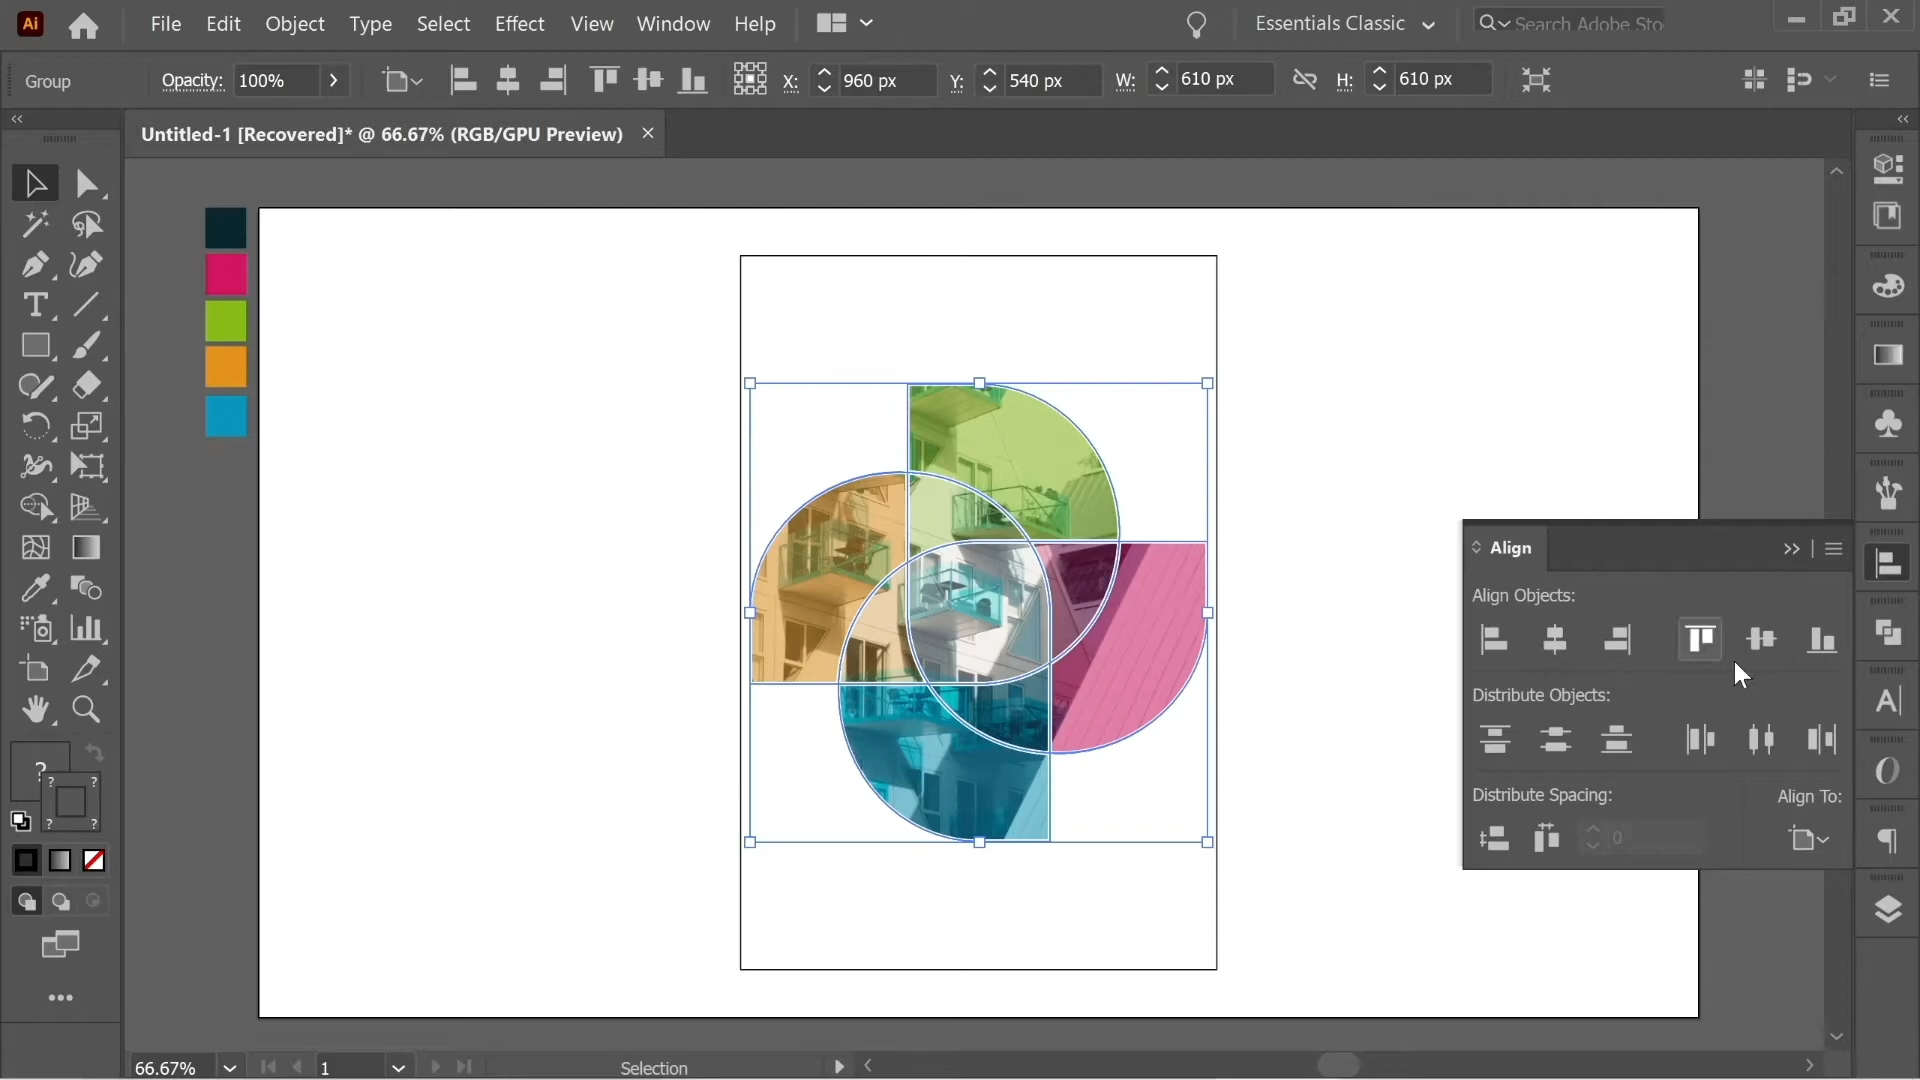 Ai File Edit Object Type Select Effect View Window Help Essentials Classic Search Adobe Sto
Group Opacity: 100% X: 960 px Y: 540 px W: 610 px H: 610 px
Untitled-1 [Recovered]* @ 66.67% (RGB/GPU Preview)
Align
Align Objects:
Distribute Objects:
Distribute Spacing: Align To:
0
66.67% 1 Selection